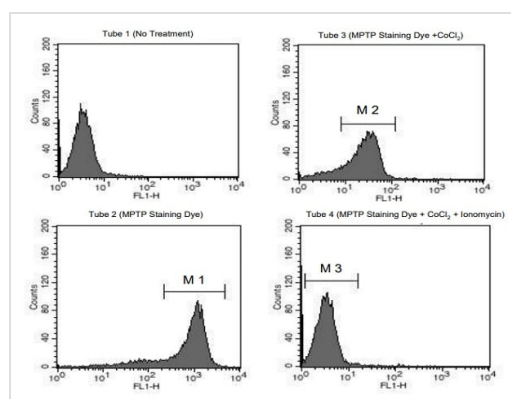 Tube 1 (No Treatment)
200
160
120
80
40
0
Counts
10⁰
10¹
10²
10³
10⁴
FL1-H
Tube 3 (MPTP Staining Dye +CoCl₂)
200
160
120
80
40
0
Counts
M 2
10⁰
10¹
10²
10³
10⁴
FL1-H
Tube 2 (MPTP Staining Dye)
200
160
120
80
40
0
Counts
M 1
10⁰
10¹
10²
10³
10⁴
FL1-H
Tube 4 (MPTP Staining Dye + CoCl₂ + Ionomycin)
200
160
120
80
40
0
Counts
M 3
10⁰
10¹
10²
10³
10⁴
FL1-H